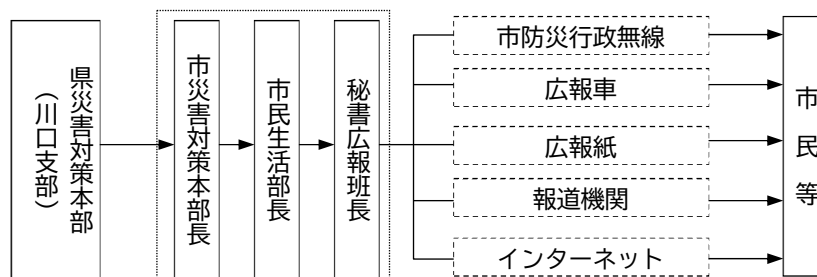 県災害対策本部
（川口支部）
市災害対策本部長
市民生活部長
秘書広報班長
市防災行政無線
広報車
広報紙
報道機関
インターネット
市民等